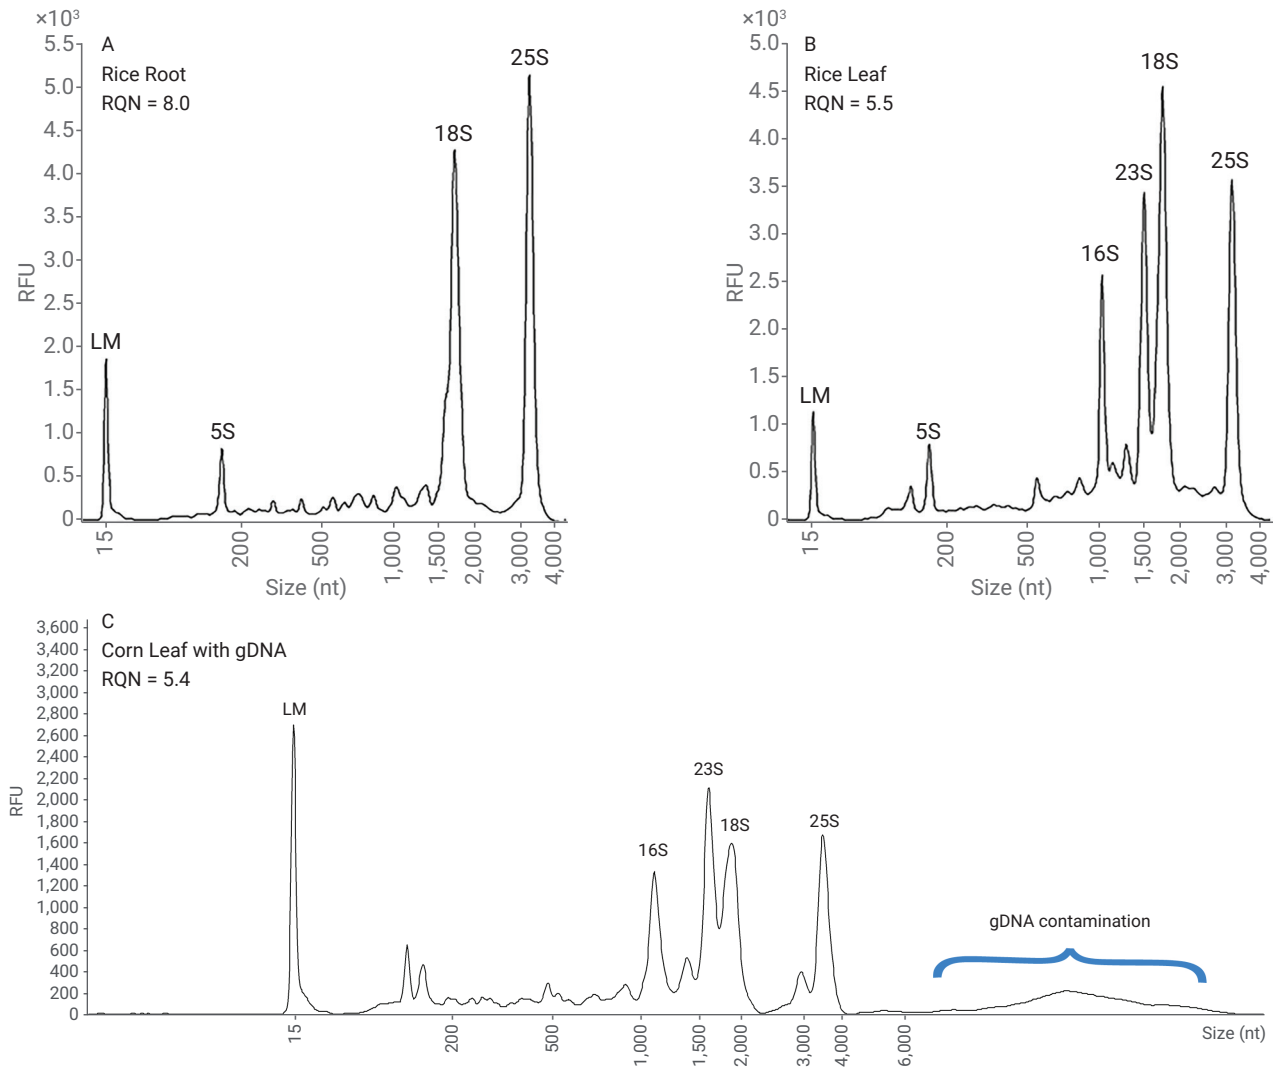 ×10³
A
Rice Root
RQN = 8.0
5.5
5.0
4.5
4.0
3.5
3.0
2.5
2.0
1.5
1.0
0.5
0
RFU
LM
5S
18S
25S
15
200
500
1,000
1,500
2,000
3,000
4,000
Size (nt)
×10³
B
Rice Leaf
RQN = 5.5
5.0
4.5
4.0
3.5
3.0
2.5
2.0
1.5
1.0
0.5
0
RFU
LM
5S
16S
23S
18S
25S
15
200
500
1,000
1,500
2,000
3,000
4,000
Size (nt)
C
Corn Leaf with gDNA
RQN = 5.4
3,600
3,400
3,200
3,000
2,800
2,600
2,400
2,200
2,000
1,800
1,600
1,400
1,200
1,000
800
600
400
200
0
RFU
LM
16S
23S
18S
25S
gDNA contamination
15
200
500
1,000
1,500
2,000
3,000
4,000
6,000
Size (nt)